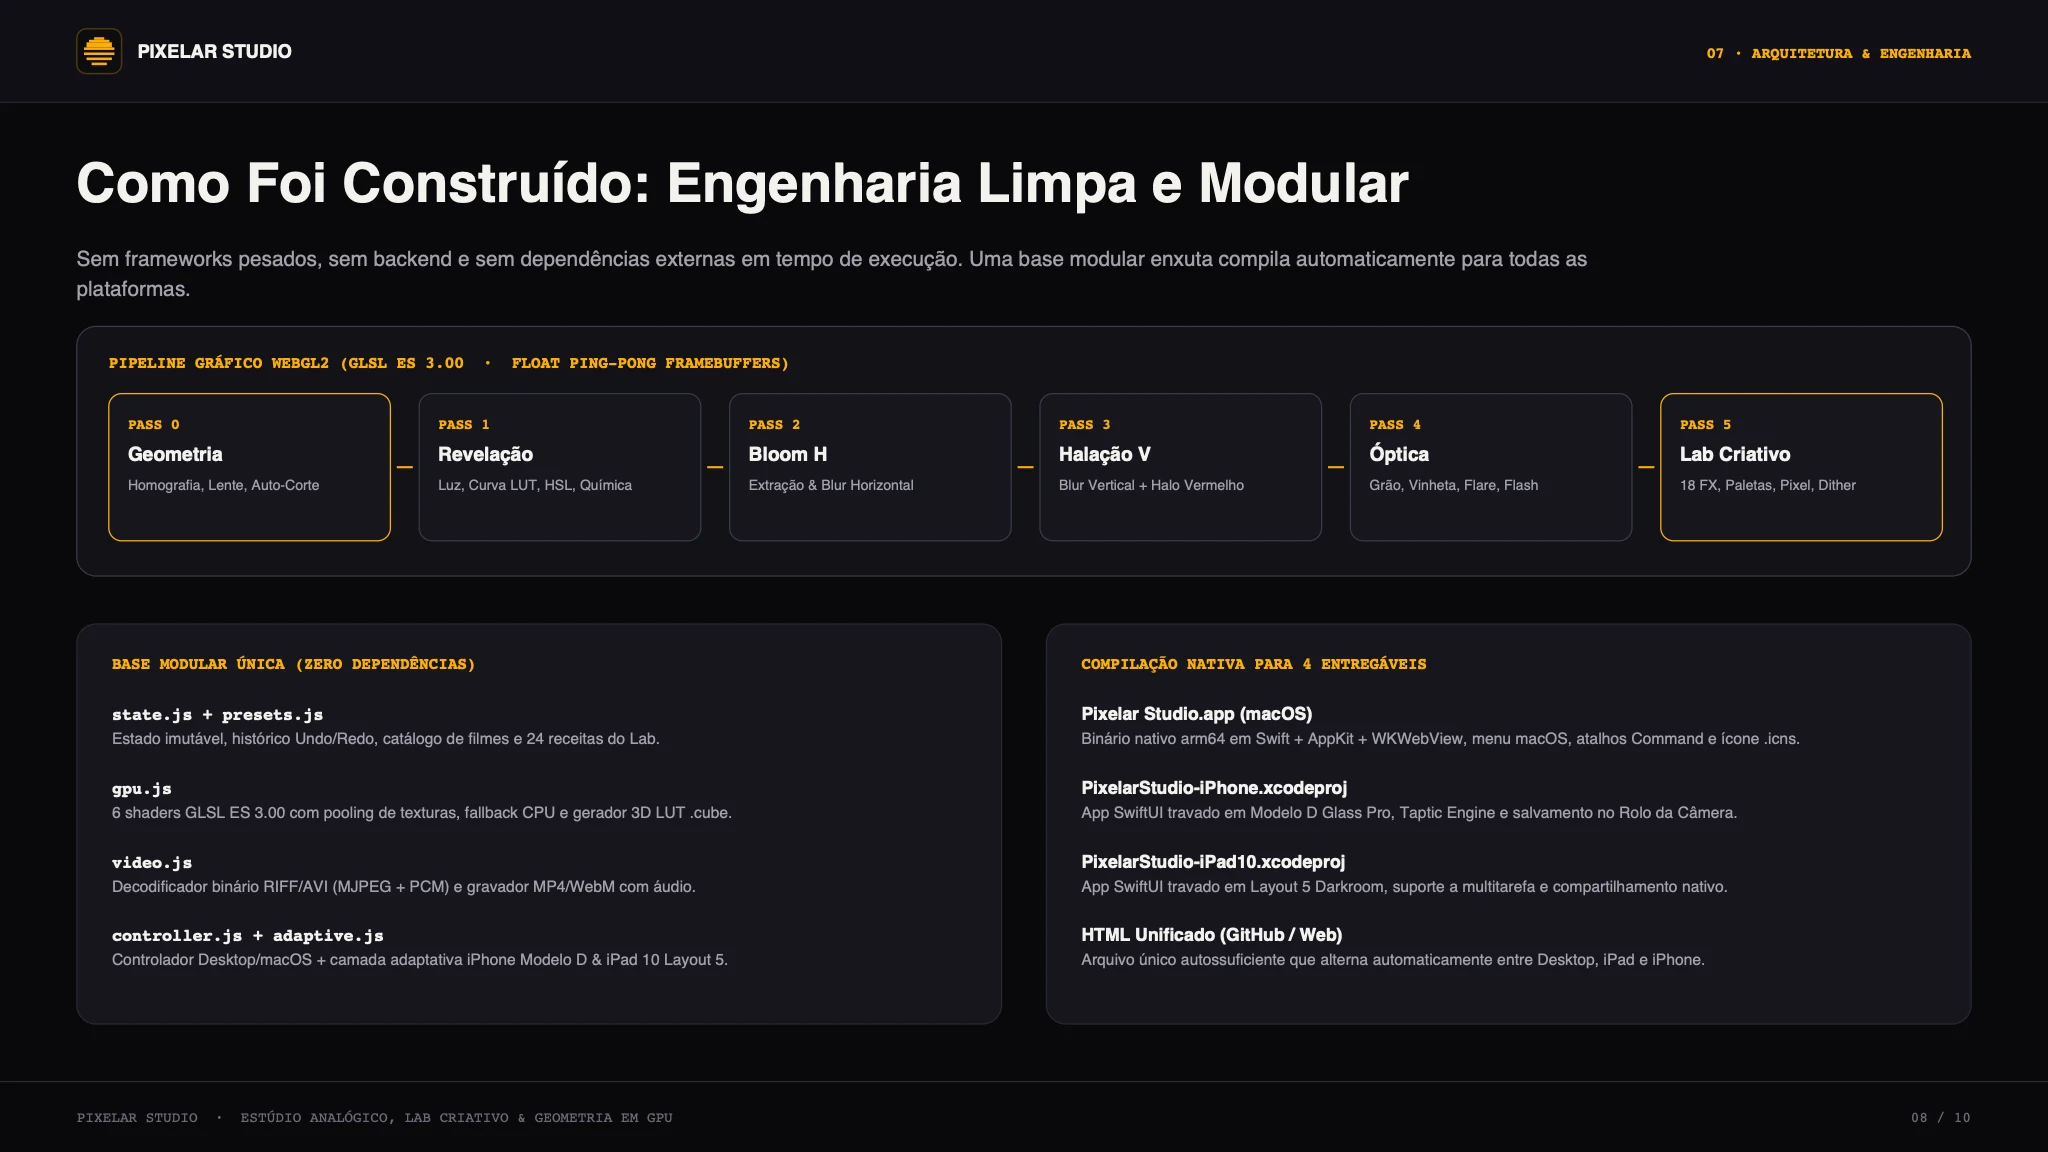 PIXELAR STUDIO
07 · ARQUITETURA & ENGENHARIA
Como Foi Construído: Engenharia Limpa e Modular
Sem frameworks pesados, sem backend e sem dependências externas em tempo de execução. Uma base modular enxuta compila automaticamente para todas as
plataformas.
PIPELINE GRÁFICO WEBGL2 (GLSL ES 3.00 · FLOAT PING-PONG FRAMEBUFFERS)
PASS 0
Geometria
Homografia, Lente, Auto-Corte
PASS 1
Revelação
Luz, Curva LUT, HSL, Química
PASS 2
Bloom H
Extração & Blur Horizontal
PASS 3
Halação V
Blur Vertical + Halo Vermelho
PASS 4
Óptica
Grão, Vinheta, Flare, Flash
PASS 5
Lab Criativo
18 FX, Paletas, Pixel, Dither
BASE MODULAR ÚNICA (ZERO DEPENDÊNCIAS)
state.js + presets.js
Estado imutável, histórico Undo/Redo, catálogo de filmes e 24 receitas do Lab.
gpu.js
6 shaders GLSL ES 3.00 com pooling de texturas, fallback CPU e gerador 3D LUT .cube.
video.js
Decodificador binário RIFF/AVI (MJPEG + PCM) e gravador MP4/WebM com áudio.
controller.js + adaptive.js
Controlador Desktop/macOS + camada adaptativa iPhone Modelo D & iPad 10 Layout 5.
COMPILAÇÃO NATIVA PARA 4 ENTREGÁVEIS
Pixelar Studio.app (macOS)
Binário nativo arm64 em Swift + AppKit + WKWebView, menu macOS, atalhos Command e ícone .icns.
PixelarStudio-iPhone.xcodeproj
App SwiftUI travado em Modelo D Glass Pro, Taptic Engine e salvamento no Rolo da Câmera.
PixelarStudio-iPad10.xcodeproj
App SwiftUI travado em Layout 5 Darkroom, suporte a multitarefa e compartilhamento nativo.
HTML Unificado (GitHub / Web)
Arquivo único autossuficiente que alterna automaticamente entre Desktop, iPad e iPhone.
PIXELAR STUDIO · ESTÚDIO ANALÓGICO, LAB CRIATIVO & GEOMETRIA EM GPU
08 / 10